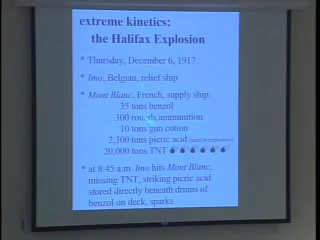 extreme kinetics:
the Halifax Explosion
* Thursday, December 6, 1917
* Imo, Belgian, relief ship
* Mont Blanc, French, supply ship:
35 tons benzol
300 rounds ammunition
10 tons gun cotton
2,300 tons picric acid (used in explosives)
20,000 tons TNT
* at 8:45 a.m. Imo hits Mont Blanc,
missing TNT, striking picric acid
stored directly beneath drums of
benzol on deck, sparks